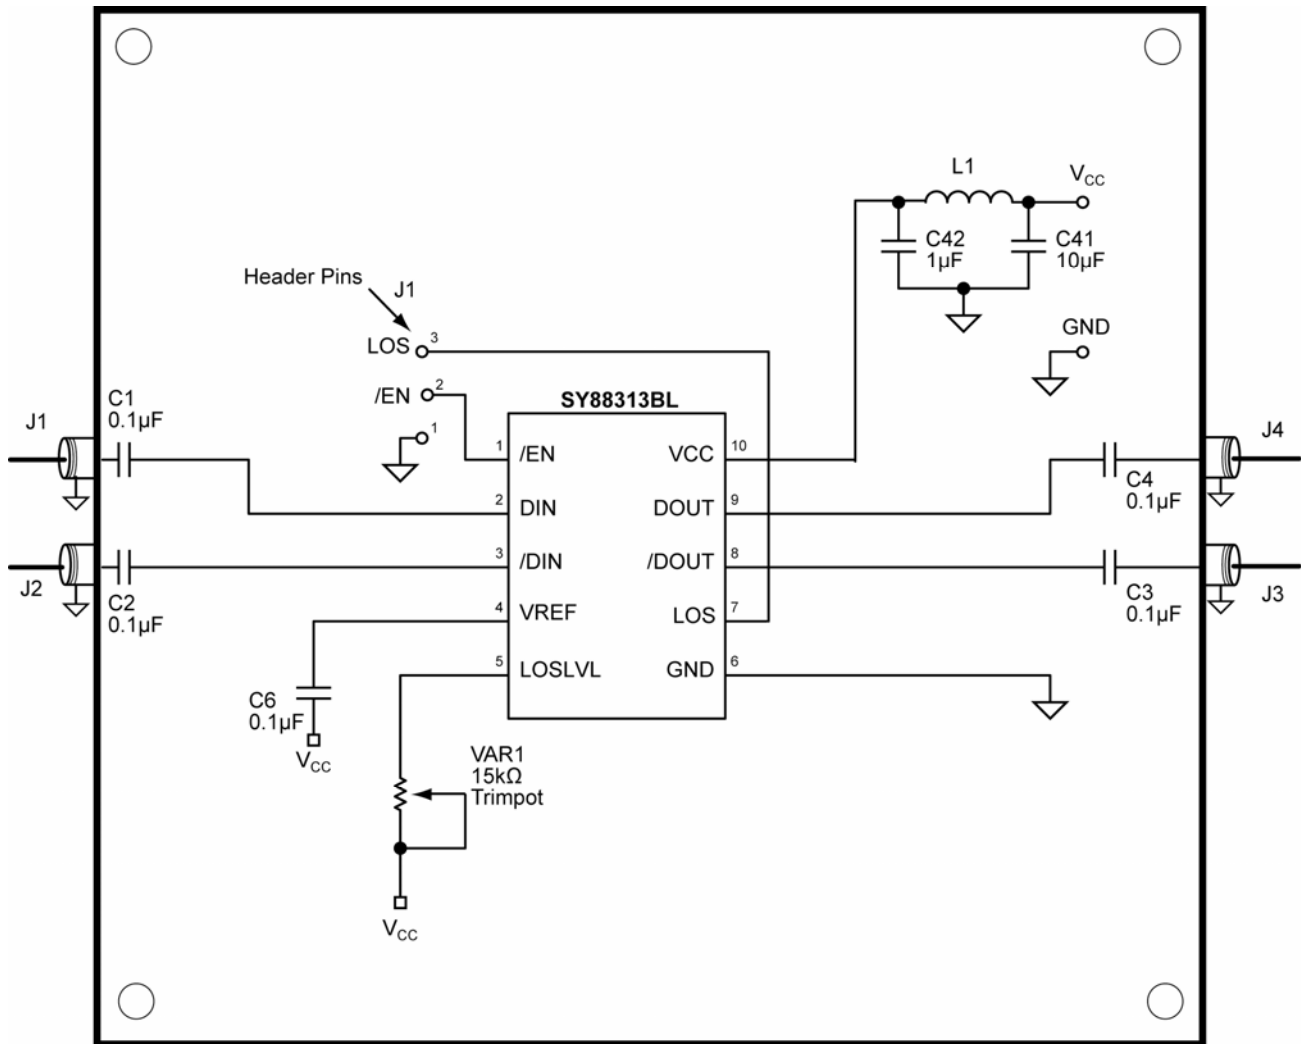 L1
V_CC
C42
1µF
C41
10µF
Header Pins
J1
LOS 3
GND
/EN 2
1
C1
0.1µF
J1
SY88313BL
J4
1 /EN
VCC 10
2 DIN
DOUT 9
C4
0.1µF
3 /DIN
/DOUT 8
J2
C2
0.1µF
C3
0.1µF
J3
4 VREF
LOS 7
5 LOSLVL
GND 6
C6
0.1µF
V_CC
VAR1
15kΩ
Trimpot
V_CC